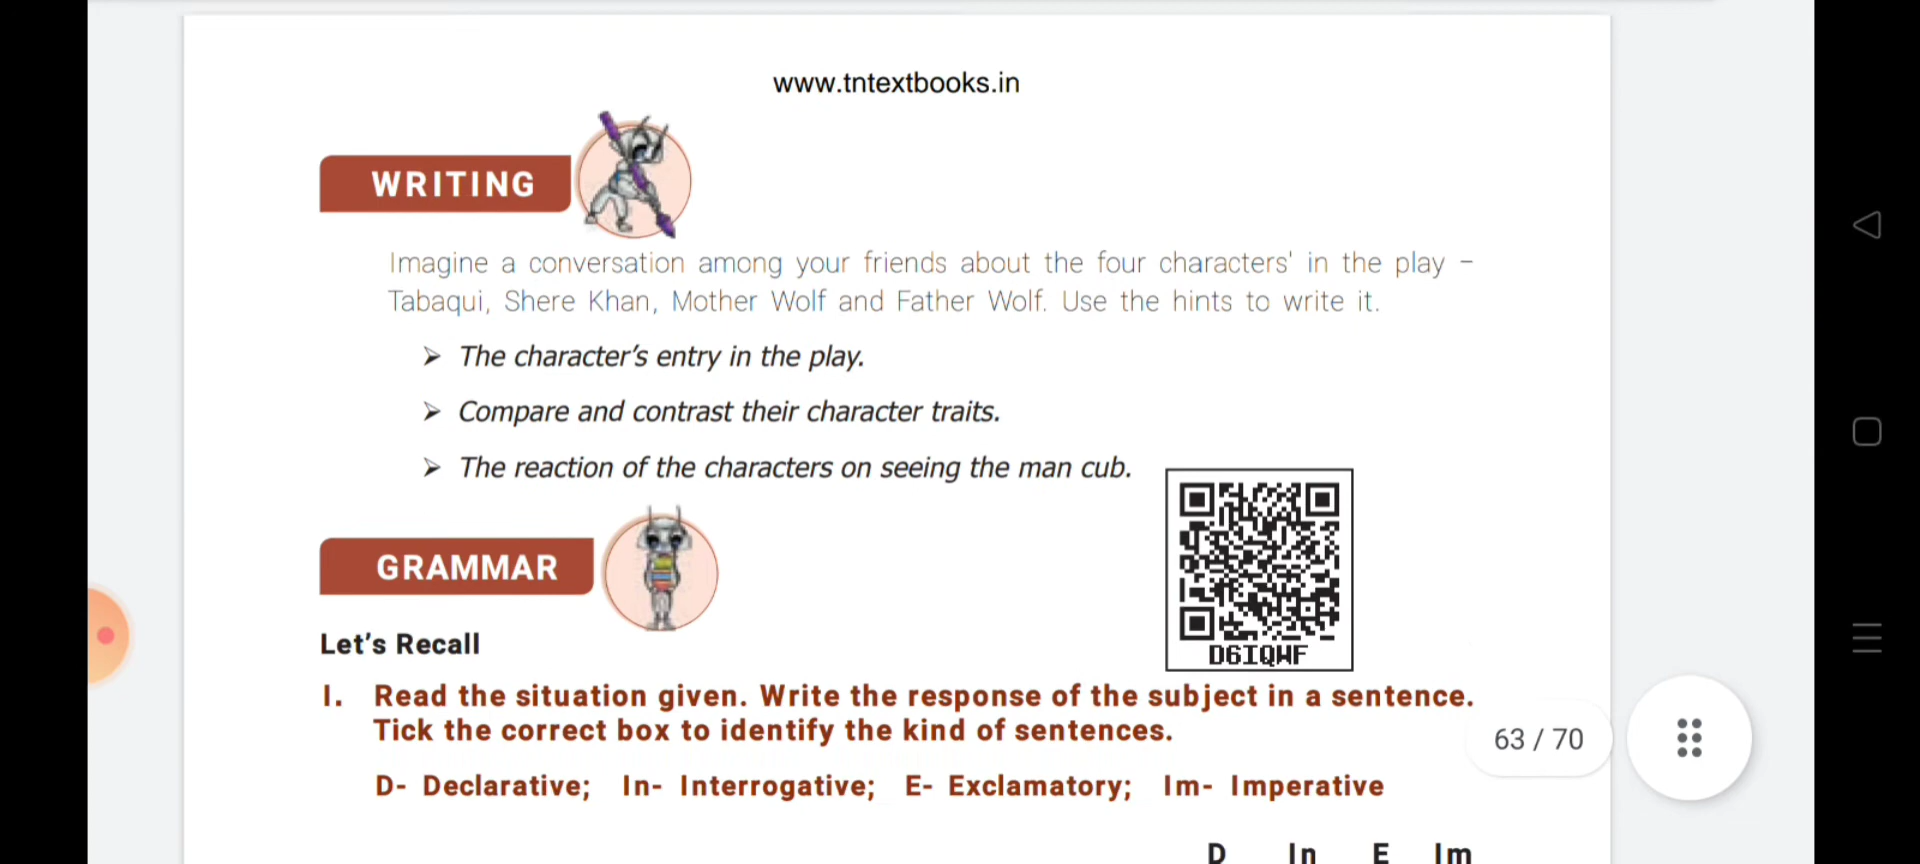 www.tntextbooks.in
WRITING
Imagine a conversation among your friends about the four characters' in the play –
Tabaqui, Shere Khan, Mother Wolf and Father Wolf. Use the hints to write it.
➢ The character’s entry in the play.
➢ Compare and contrast their character traits.
➢ The reaction of the characters on seeing the man cub.
D6IQWF
GRAMMAR
Let’s Recall
I. Read the situation given. Write the response of the subject in a sentence.
Tick the correct box to identify the kind of sentences.
63 / 70
D- Declarative; In- Interrogative; E- Exclamatory; Im- Imperative
D In E Im